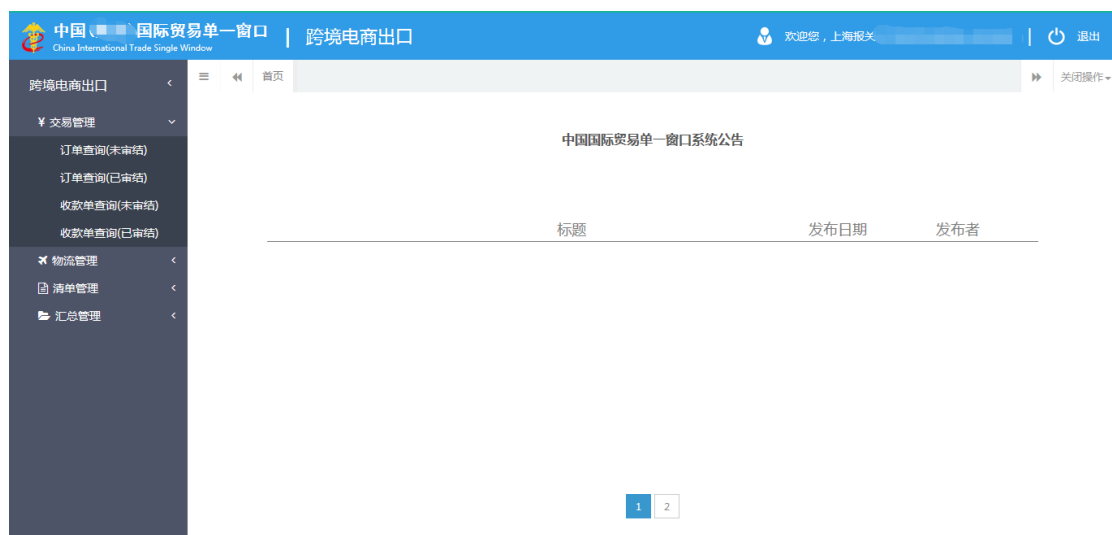 中国( )国际贸易单一窗口 | 跨境电商出口
China International Trade Single Window
欢迎您，上海报关
退出
跨境电商出口
首页
关闭操作
¥ 交易管理
订单查询(未审结)
订单查询(已审结)
收款单查询(未审结)
收款单查询(已审结)
物流管理
清单管理
汇总管理
中国国际贸易单一窗口系统公告
标题 发布日期 发布者
1 2